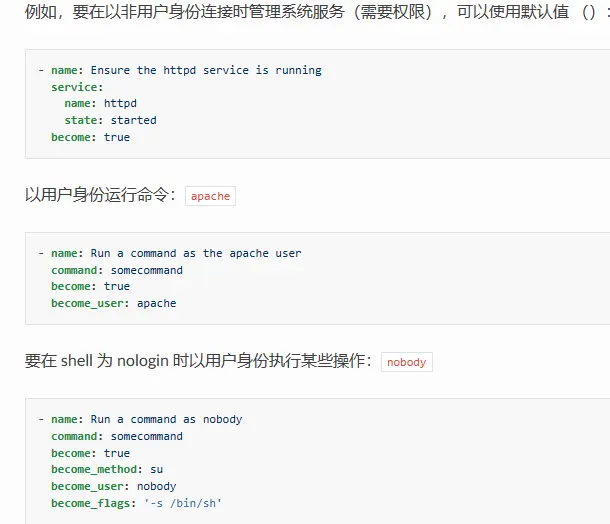 例如，要在以非用户身份连接时管理系统服务（需要权限），可以使用默认值 （）：
- name: Ensure the httpd service is running
  service:
    name: httpd
    state: started
  become: true
以用户身份运行命令： apache
- name: Run a command as the apache user
  command: somecommand
  become: true
  become_user: apache
要在 shell 为 nologin 时以用户身份执行某些操作： nobody
- name: Run a command as nobody
  command: somecommand
  become: true
  become_method: su
  become_user: nobody
  become_flags: '-s /bin/sh'